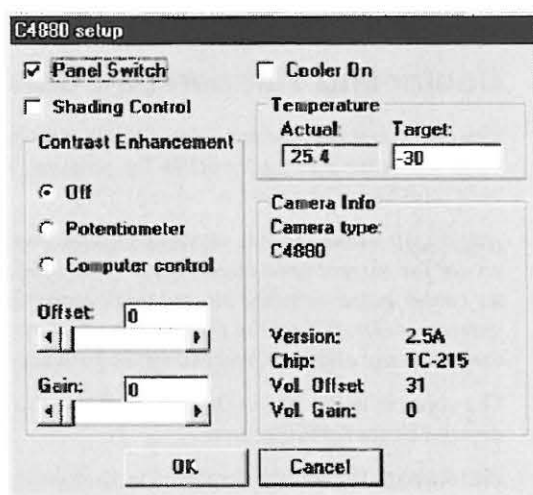 C4880 setup
Panel Switch
Cooler On
Shading Control
Temperature
Actual: Target:
25.4 -30
Contrast Enhancement
Off
Potentiometer
Computer control
Offset: 0
Gain: 0
Camera Info
Camera type:
C4880
Version: 2.5A
Chip: TC-215
Vol. Offset 31
Vol. Gain: 0
OK Cancel